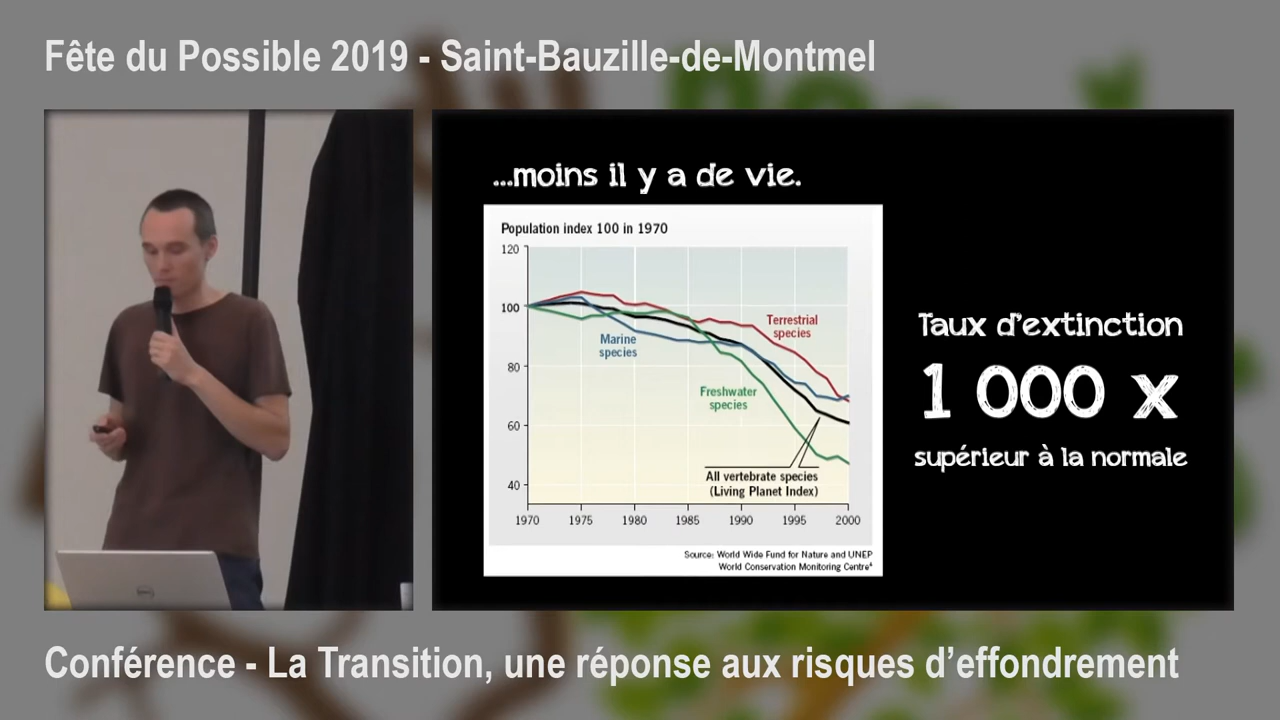 Fête du Possible 2019 - Saint-Bauzille-de-Montmel
...moins il y a de vie.
Population index 100 in 1970
120
100
80
60
40
Terrestrial
species
Marine
species
Freshwater
species
All vertebrate species
(Living Planet Index)
1970 1975 1980 1985 1990 1995 2000
Source: World Wide Fund for Nature and UNEP
World Conservation Monitoring Centre⁴
Taux d'extinction
1 000 x
supérieur à la normale
DELL
Conférence - La Transition, une réponse aux risques d'effondrement